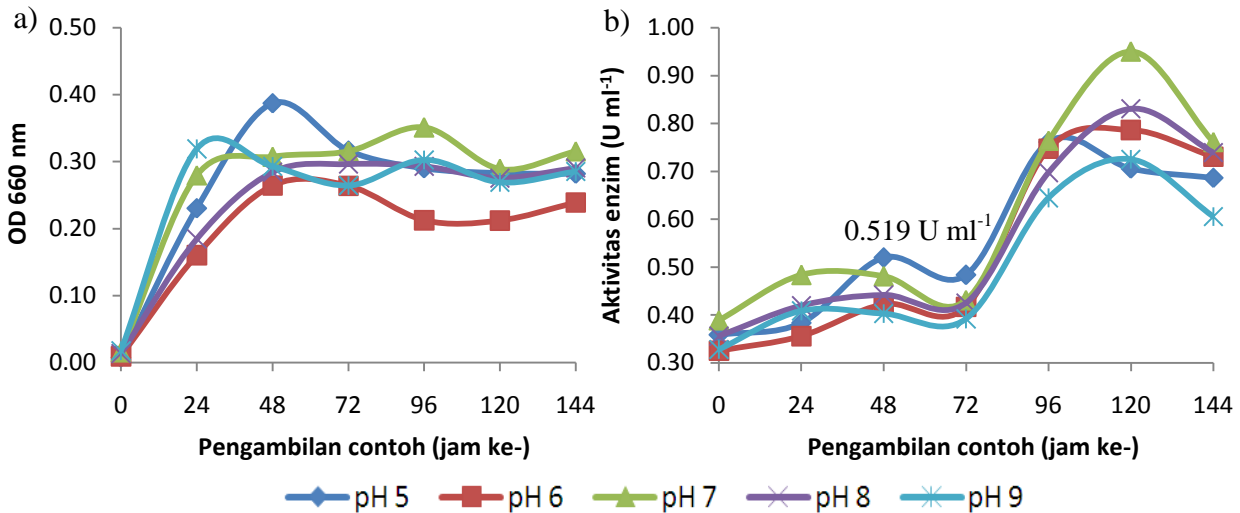 a)
0.50
0.40
0.30
0.20
0.10
0.00
OD 660 nm
0 24 48 72 96 120 144
Pengambilan contoh (jam ke-)
b)
1.00
0.90
0.80
0.70
0.60
0.50
0.40
0.30
Aktivitas enzim (U ml⁻¹)
0.519 U ml⁻¹
0 24 48 72 96 120 144
Pengambilan contoh (jam ke-)
pH 5 pH 6 pH 7 pH 8 pH 9